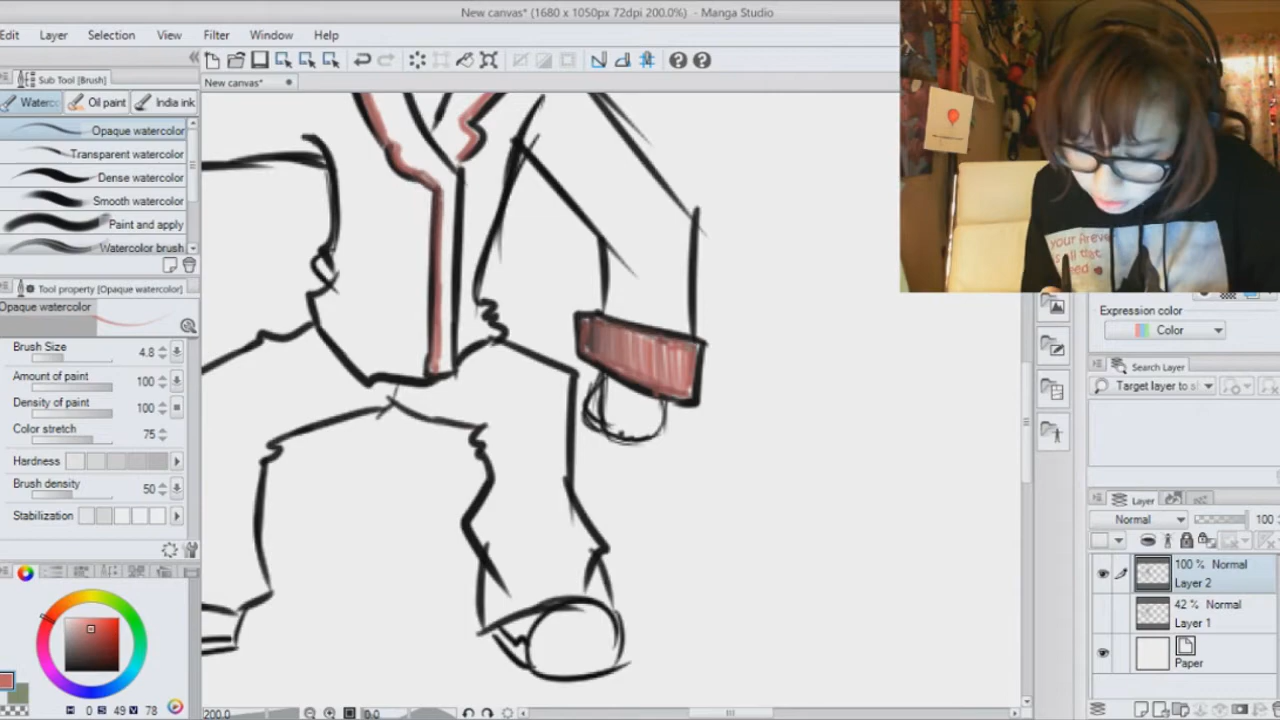 New canvas* (1680 x 1050px 72dpi 200.0%) - Manga Studio
Edit Layer Selection View Filter Window Help
Sub Tool [Brush]
New canvas*
Oil paint India ink
Opaque watercolor
Transparent watercolor
Dense watercolor
Smooth watercolor
Paint and apply
Watercolor brush
Tool property [Opaque watercolor]
Opaque watercolor
Brush Size 4.8
Amount of paint 100
Density of paint 100
Color stretch 75
Hardness
Brush density 50
Stabilization
H 0 S 49 V 78
200.0 0.0
your
all that
Expression color
Color
Search Layer
Target layer to
Layer
Normal 100
100 % Normal
Layer 2
42 % Normal
Layer 1
Paper